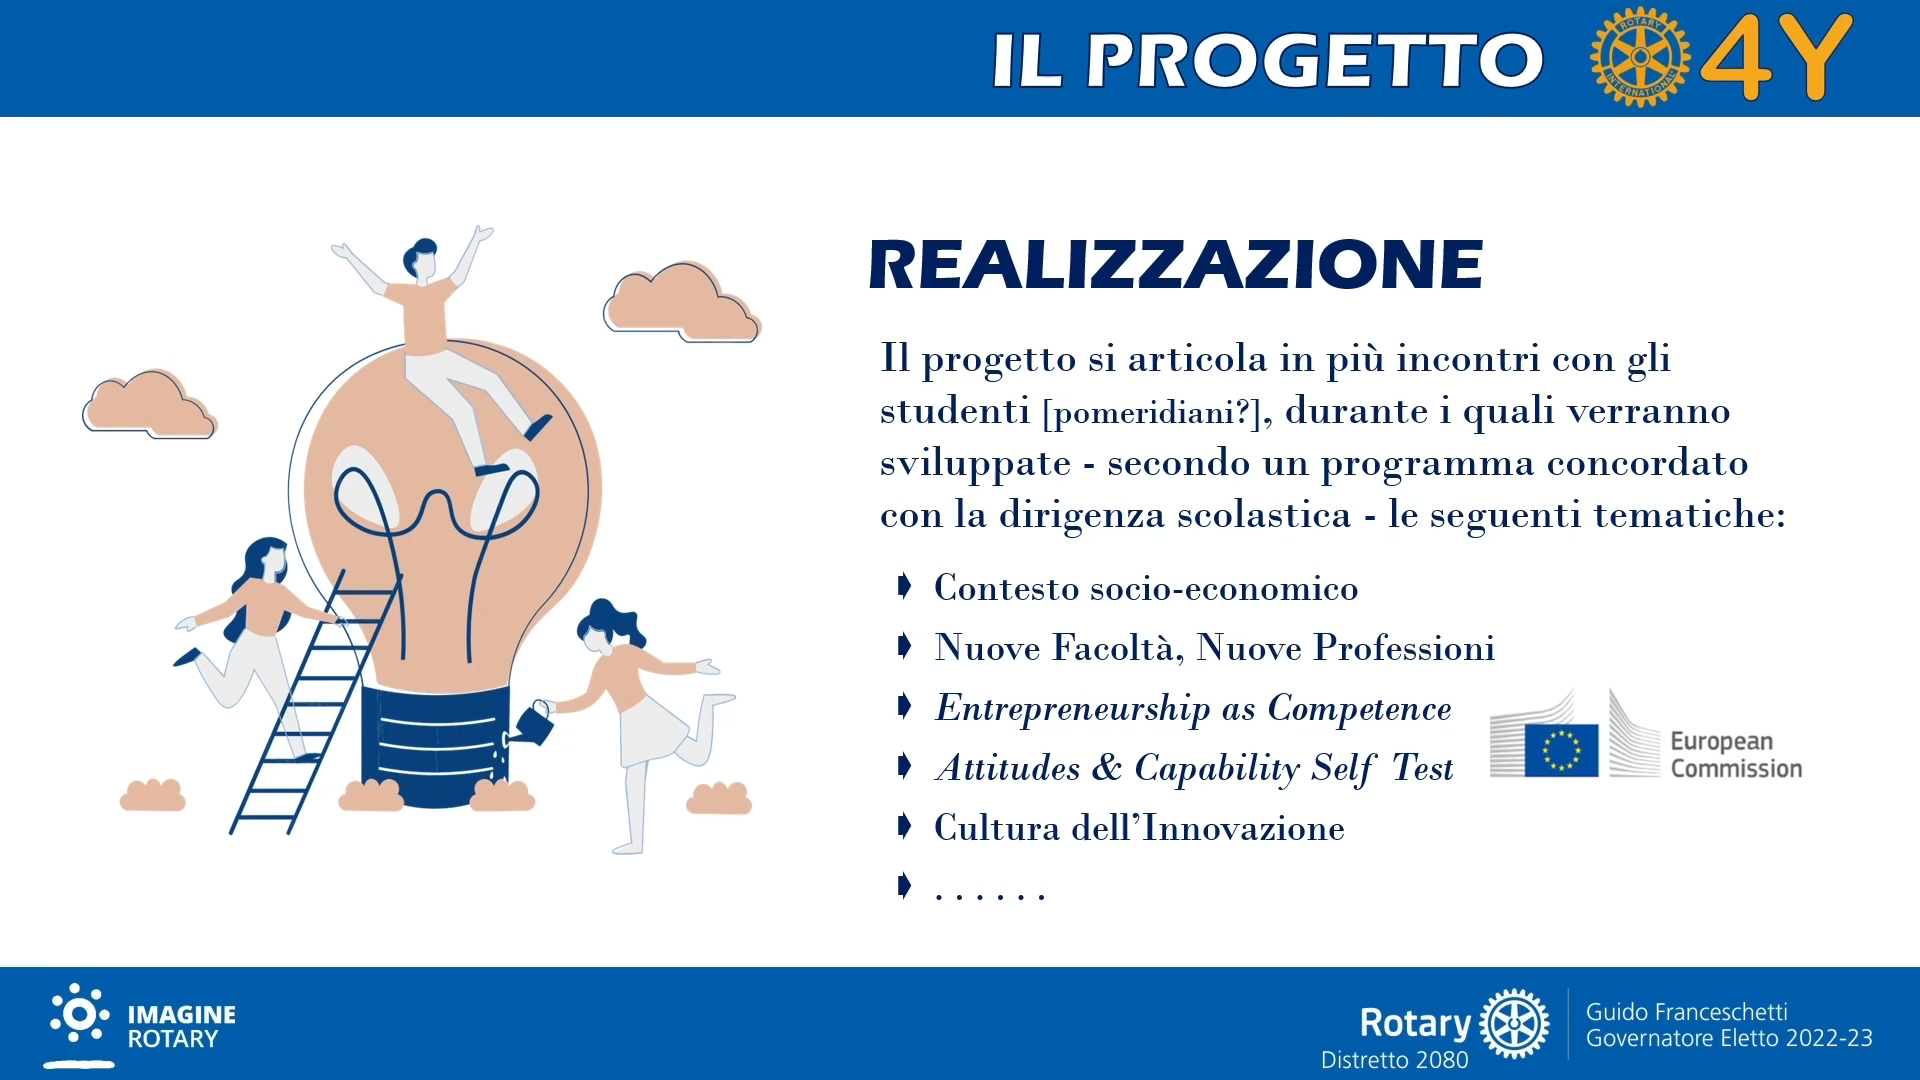 IL PROGETTO
ROTARY
INTERNATIONAL
4Y
REALIZZAZIONE
Il progetto si articola in più incontri con gli
studenti [pomeridiani?], durante i quali verranno
sviluppate - secondo un programma concordato
con la dirigenza scolastica - le seguenti tematiche:
Contesto socio-economico
Nuove Facoltà, Nuove Professioni
Entrepreneurship as Competence
Attitudes & Capability Self Test
Cultura dell’Innovazione
. . . . . .
European
Commission
IMAGINE
ROTARY
Rotary
Distretto 2080
Guido Franceschetti
Governatore Eletto 2022-23